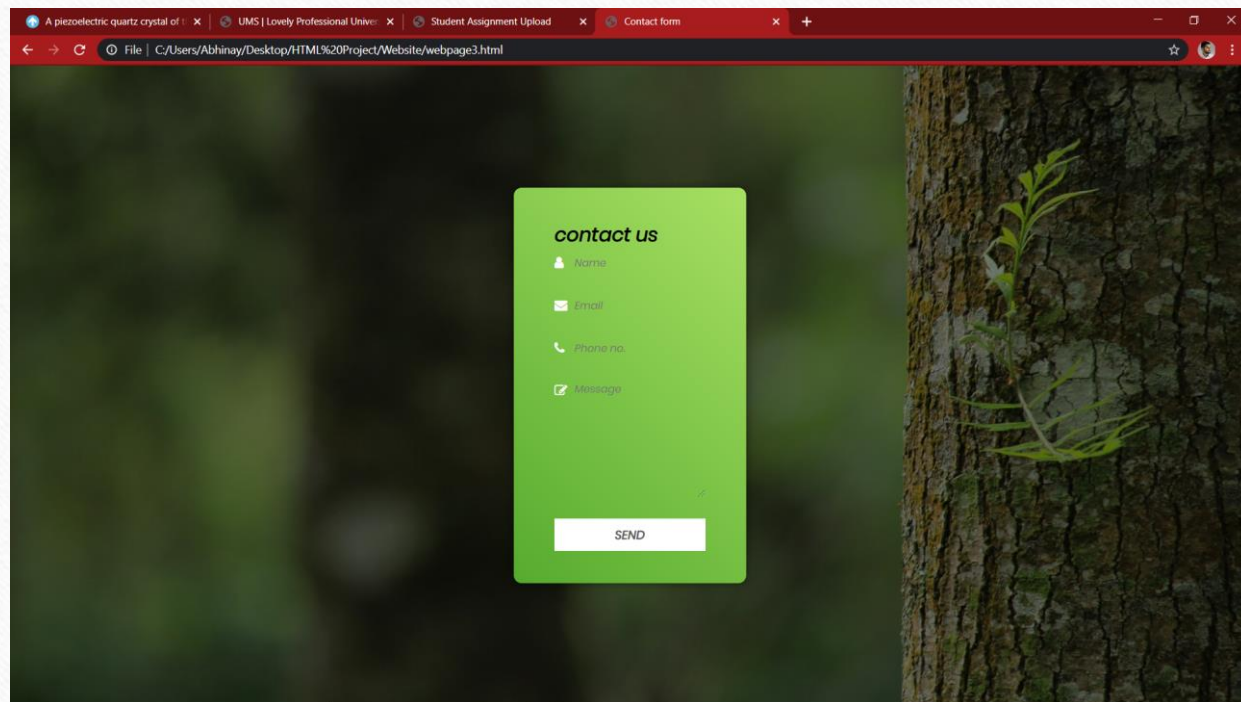 A piezoelectric quartz crystal of t
UMS | Lovely Professional Univer
Student Assignment Upload
Contact form
File | C:/Users/Abhinay/Desktop/HTML%20Project/Website/webpage3.html
contact us
Name
Email
Phone no.
Message
SEND